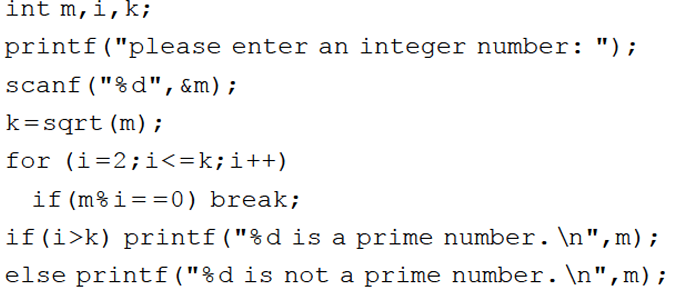 int m,i,k;
printf("please enter an integer number: ");
scanf("%d",&m);
k=sqrt(m);
for (i=2;i<=k;i++)
if(m%i==0) break;
if(i>k) printf("%d is a prime number.\n",m);
else printf("%d is not a prime number.\n",m);